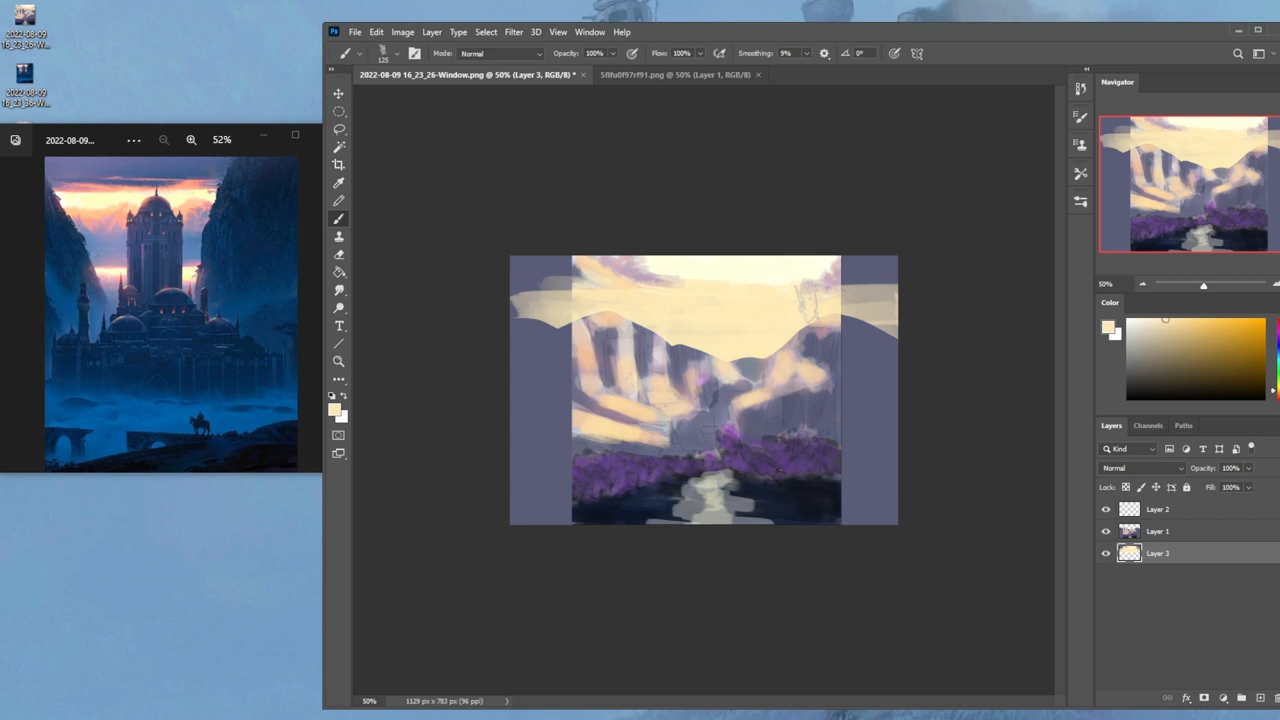 2022-08-09
16_23_26-W...
2022-08-09
16_23_36-W...
2022-08-09...
52%
Ps
File Edit Image Layer Type Select Filter 3D View Window Help
125
Mode: Normal
Opacity: 100%
Flow: 100%
Smoothing: 9%
0°
2022-08-09 16_23_26-Window.png @ 50% (Layer 3, RGB/8) *
5flfu0f97rf91.png @ 50% (Layer 1, RGB/8)
Navigator
50%
Color
Layers Channels Paths
Kind
Normal
Opacity: 100%
Lock:
Fill: 100%
Layer 2
Layer 1
Layer 3
50%
1129 px x 783 px (96 ppi)